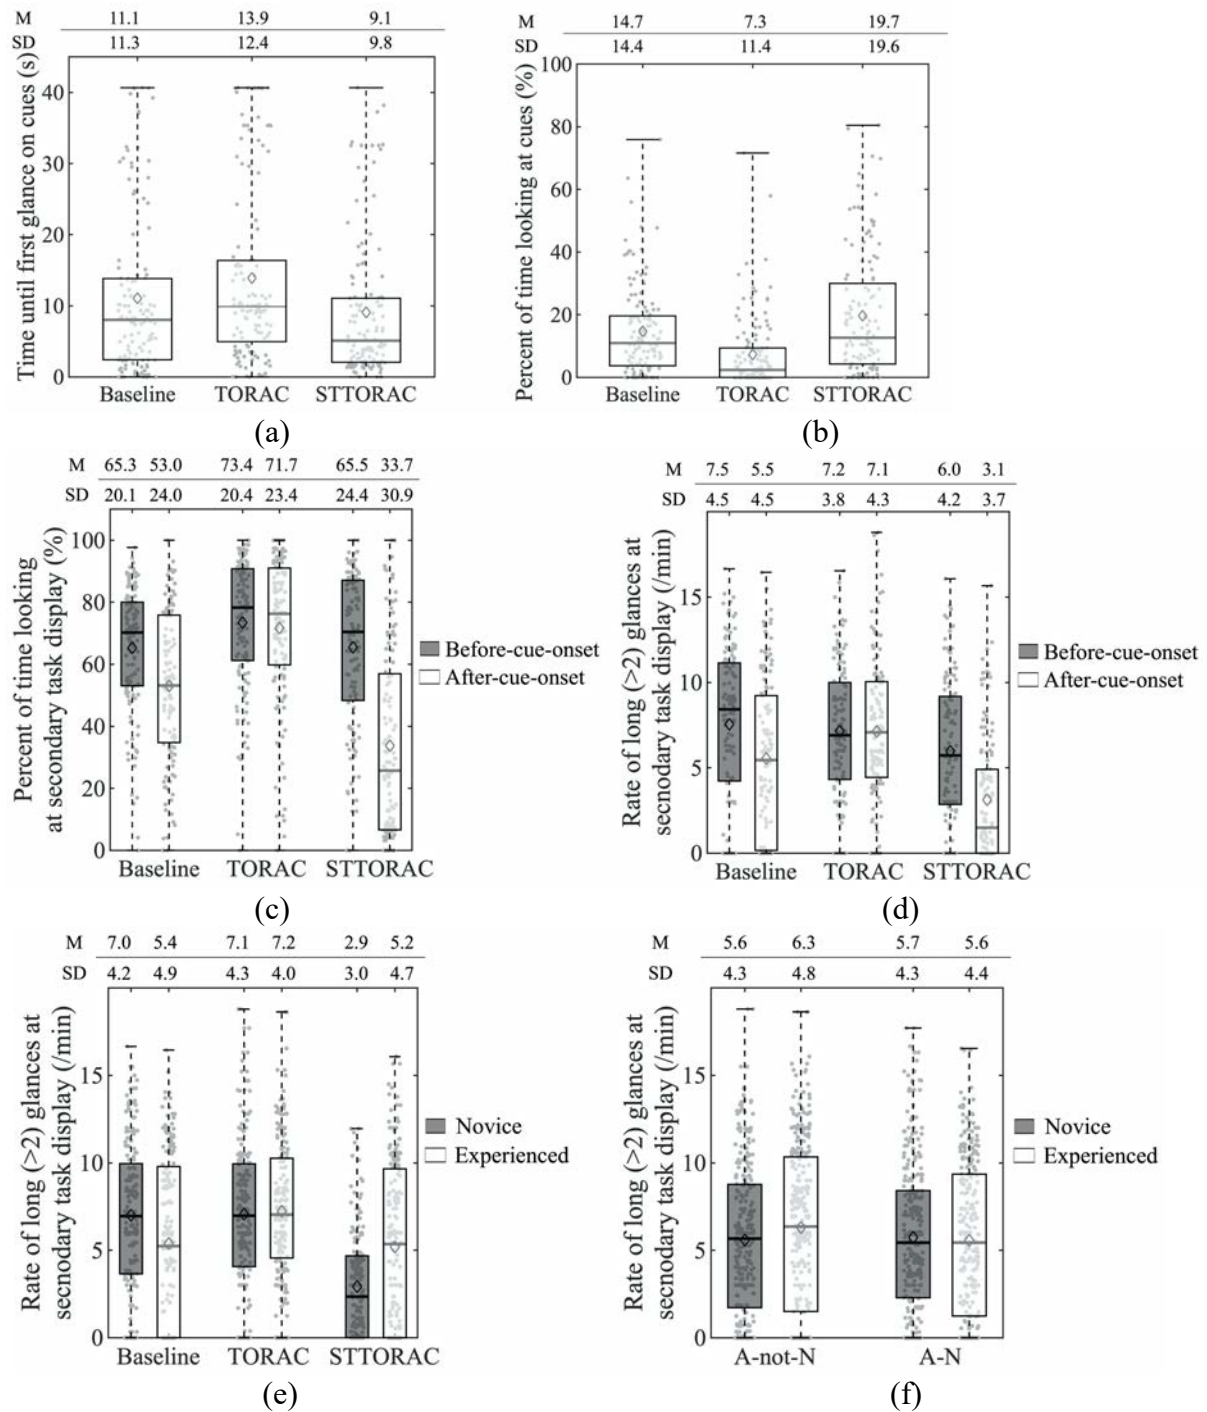 M 11.1 13.9 9.1
SD 11.3 12.4 9.8
Time until first glance on cues (s)
40
30
20
10
0
Baseline TORAC STTORAC
(a)
M 14.7 7.3 19.7
SD 14.4 11.4 19.6
Percent of time looking at cues (%)
100
80
60
40
20
0
Baseline TORAC STTORAC
(b)
M 65.3 53.0 73.4 71.7 65.5 33.7
SD 20.1 24.0 20.4 23.4 24.4 30.9
Percent of time looking
at secondary task display (%)
100
80
60
40
20
0
Baseline TORAC STTORAC
Before-cue-onset
After-cue-onset
(c)
M 7.5 5.5 7.2 7.1 6.0 3.1
SD 4.5 4.5 3.8 4.3 4.2 3.7
Rate of long (>2) glances at
secnodary task display (/min)
15
10
5
0
Baseline TORAC STTORAC
Before-cue-onset
After-cue-onset
(d)
M 7.0 5.4 7.1 7.2 2.9 5.2
SD 4.2 4.9 4.3 4.0 3.0 4.7
Rate of long (>2) glances at
secnodary task display (/min)
15
10
5
0
Baseline TORAC STTORAC
Novice
Experienced
(e)
M 5.6 6.3 5.7 5.6
SD 4.3 4.8 4.3 4.4
Rate of long (>2) glances at
secnodary task display (/min)
15
10
5
0
A-not-N A-N
Novice
Experienced
(f)